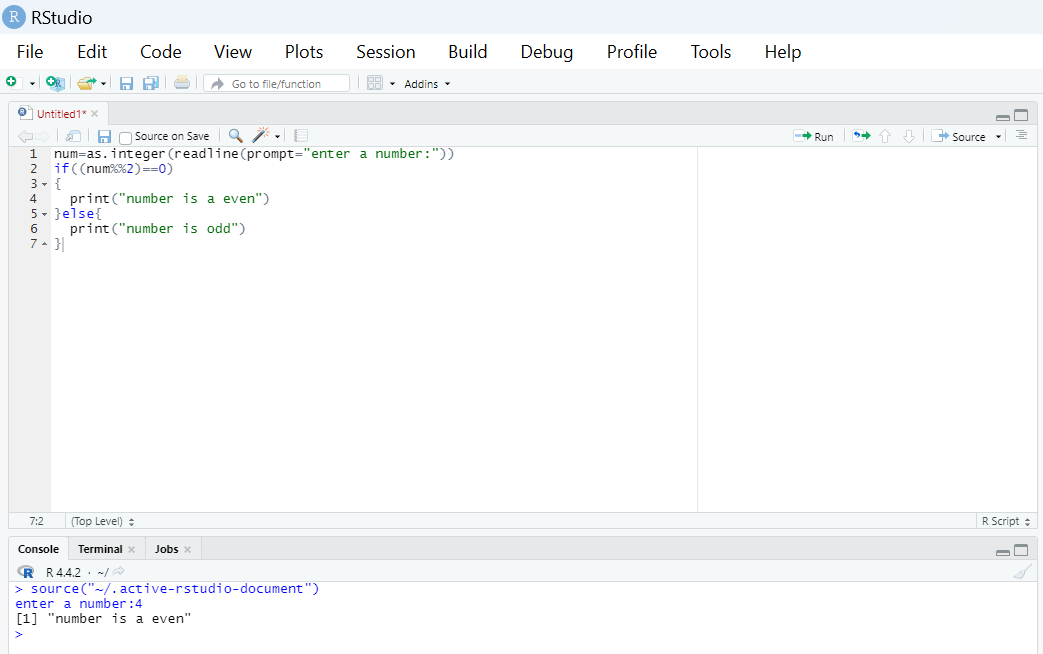 R RStudio
File Edit Code View Plots Session Build Debug Profile Tools Help
Go to file/function Addins
Untitled1*
Source on Save Run Source
1 num=as.integer(readline(prompt="enter a number:"))
2 if((num%%2)==0)
3 {
4   print("number is a even")
5 }else{
6   print("number is odd")
7 }
7:2 (Top Level) R Script
Console Terminal Jobs
R R 4.4.2 · ~/
> source("~/.active-rstudio-document")
enter a number:4
[1] "number is a even"
>